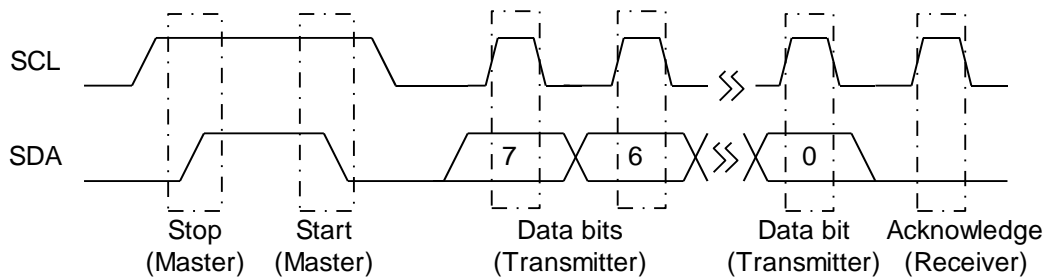 SCL
SDA
7 6 0
Stop Start Data bits Data bit Acknowledge
(Master) (Master) (Transmitter) (Transmitter) (Receiver)